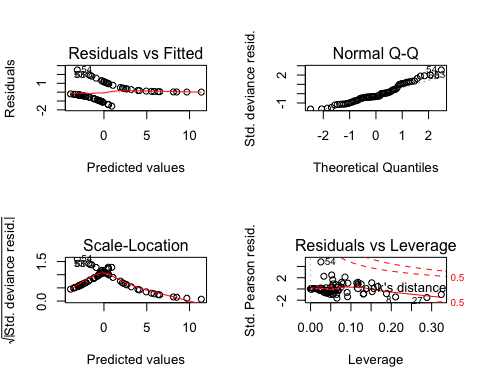 Residuals vs Fitted
Residuals
-2 1
54
0 5 10
Predicted values
Normal Q-Q
Std. deviance resid.
-1 2
54
-2 -1 0 1 2
Theoretical Quantiles
Scale-Location
√|Std. deviance resid.|
0.0 1.5
54
0 5 10
Predicted values
Residuals vs Leverage
Std. Pearson resid.
-2 2
54
Cook's distance
8 27
0.5
0.5
0.00 0.10 0.20 0.30
Leverage